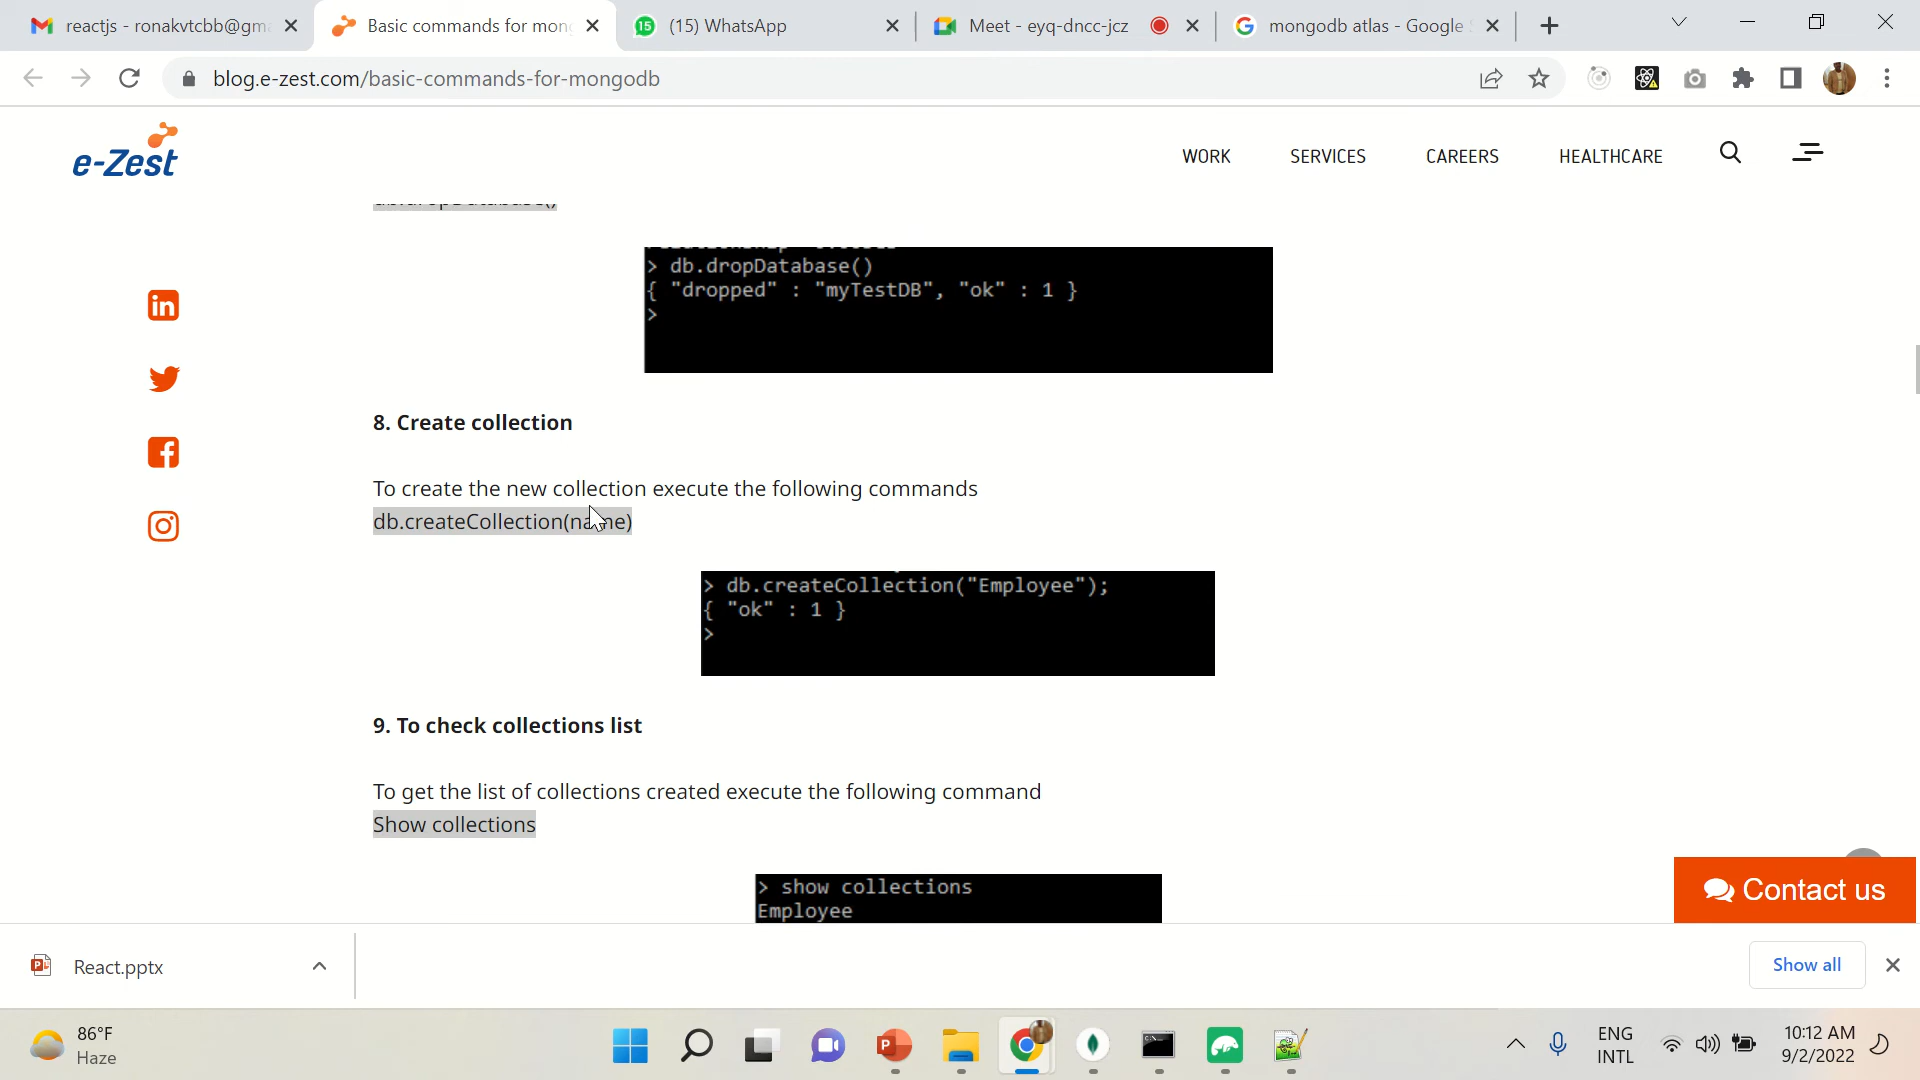 reactjs - ronakvtcbb@gma
Basic commands for mong
(15) WhatsApp
Meet - eyq-dncc-jcz
mongodb atlas - Google
blog.e-zest.com/basic-commands-for-mongodb
e-Zest
WORK
SERVICES
CAREERS
HEALTHCARE
> db.dropDatabase()
{ "dropped" : "myTestDB", "ok" : 1 }
>
8. Create collection
To create the new collection execute the following commands
db.createCollection(name)
> db.createCollection("Employee");
{ "ok" : 1 }
>
9. To check collections list
To get the list of collections created execute the following command
Show collections
> show collections
Employee
Contact us
React.pptx
Show all
86°F
Haze
ENG
INTL
10:12 AM
9/2/2022